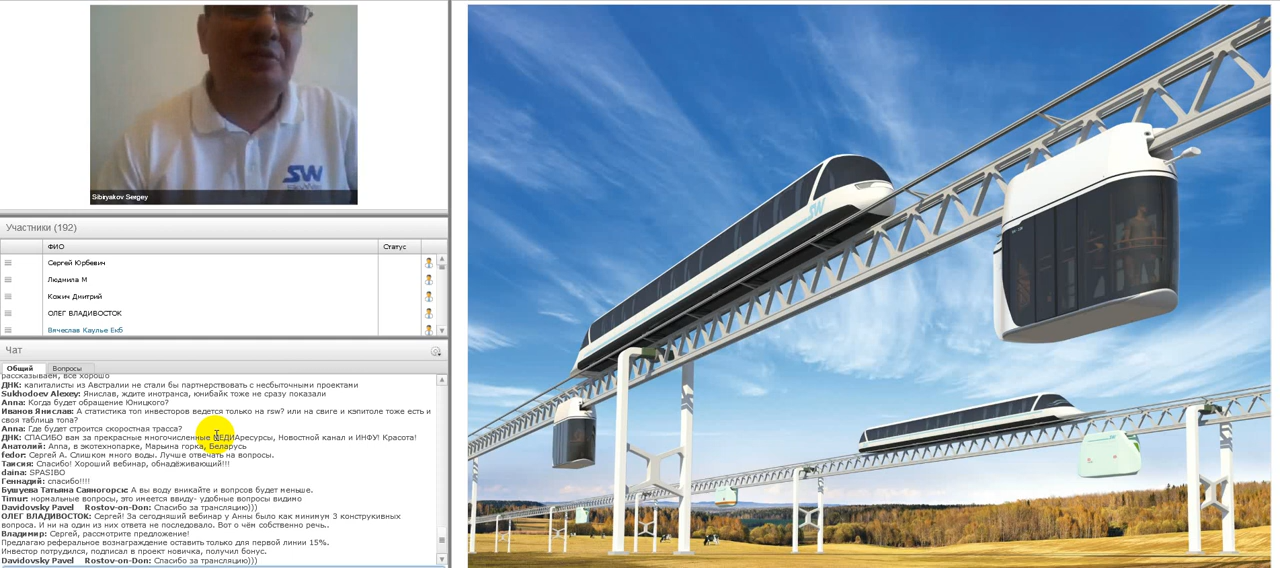 SW
Sibiryakov Sergey
Участники (192)
ФИО Статус
Сергей Юрбевич
Людмила М
Кожич Дмитрий
ОЛЕГ ВЛАДИВОСТОК
Вячеслав Каулье Екб
Чат
Общий Вопросы
рассказываем, все хорошо
ДНК: капиталисты из Австралии не стали бы партнерствовать с несбыточными проектами
Sukhodoev Alexey: Янислав, ждите инотранса, юнибайк тоже не сразу показали
Anna: Когда будет обращение Юницкого?
Иванов Янислав: А статистика топ инвесторов ведется только на rsw? или на свиге и кэпитоле тоже есть и
своя таблица топа?
Anna: Где будет строится скоростная трасса?
ДНК: СПАСИБО вам за прекрасные многочисленные МЕДИАресурсы, Новостной канал и ИНФУ! Красота!
Анатолий: Anna, в экотехнопарке, Марьина горка, Беларусь
fedor: Сергей А. Слишком много воды. Лучше отвечать на вопросы.
Таисия: Спасибо! Хороший вебинар, обнадёживающий!!!
daina: SPASIBO
Геннадий: спасибо!!!!
Бушуева Татьяна Саяногорск: А вы воду вникайте и вопрсов будет меньше.
Timur: нормальные вопросы, это имеется ввиду- удобные вопросы видимо
Davidovsky Pavel Rostov-on-Don: Спасибо за трансляцию)))
ОЛЕГ ВЛАДИВОСТОК: Сергей! За сегодняшний вебинар у Анны было как минимум 3 конструкивных
вопроса. И ни на один из них ответа не последовало. Вот о чём собственно речь..
Владимир: Сергей, рассмотрите предложение!
Предлагаю реферальное вознаграждение оставить только для первой линии 15%.
Инвестор потрудился, подписал в проект новичка, получил бонус.
Davidovsky Pavel Rostov-on-Don: Спасибо за трансляцию)))
SW